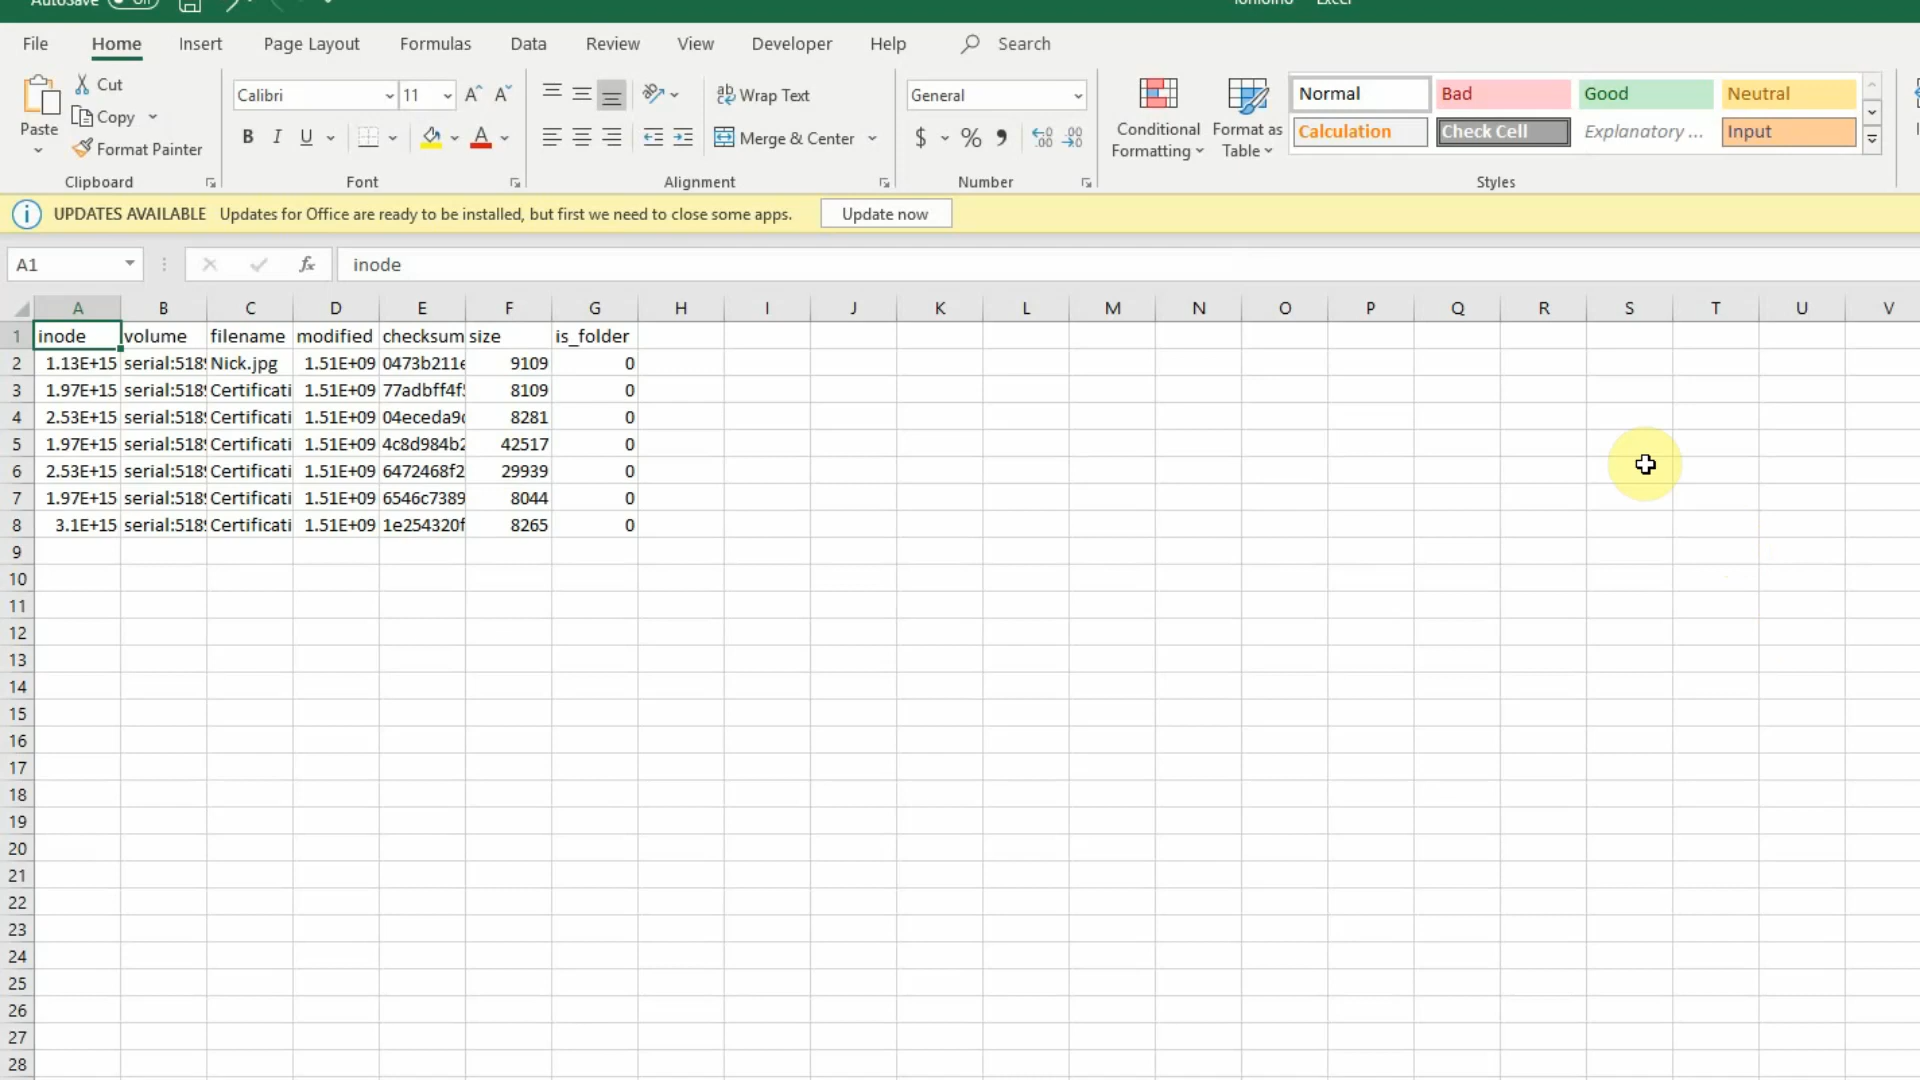 AutoSave Off
File Home Insert Page Layout Formulas Data Review View Developer Help Search
Paste
Cut
Copy
Format Painter
Clipboard
Calibri 11
B I U A
Font
Wrap Text
Merge & Center
Alignment
General
$ % ,
Number
Conditional Formatting
Format as Table
Normal Bad Good Neutral
Calculation Check Cell Explanatory ... Input
Styles
UPDATES AVAILABLE Updates for Office are ready to be installed, but first we need to close some apps. Update now
A1 fx inode
A B C D E F G H I J K L M N O P Q R S T U V
1 inode volume filename modified checksum size is_folder
2 1.13E+15 serial:518 Nick.jpg 1.51E+09 0473b211e 9109 0
3 1.97E+15 serial:518 Certificati 1.51E+09 77adbff4f 8109 0
4 2.53E+15 serial:518 Certificati 1.51E+09 04eceda9 8281 0
5 1.97E+15 serial:518 Certificati 1.51E+09 4c8d984b2 42517 0
6 2.53E+15 serial:518 Certificati 1.51E+09 6472468f2 29939 0
7 1.97E+15 serial:518 Certificati 1.51E+09 6546c7389 8044 0
8 3.1E+15 serial:518 Certificati 1.51E+09 1e254320f 8265 0
9
10
11
12
13
14
15
16
17
18
19
20
21
22
23
24
25
26
27
28